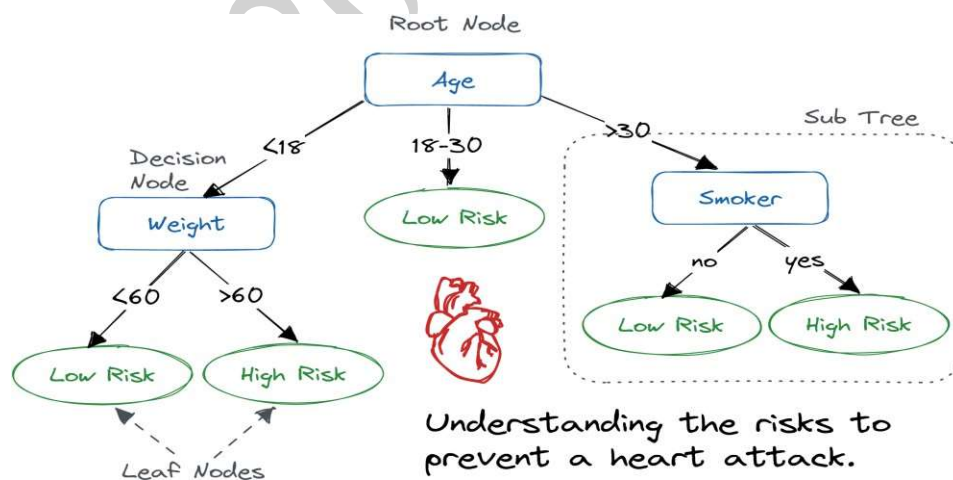 Root Node
Age
Sub Tree
<18
18-30
>30
Decision
Node
Weight
Low Risk
Smoker
<60
>60
no
yes
Low Risk
High Risk
Low Risk
High Risk
Leaf Nodes
Understanding the risks to
prevent a heart attack.